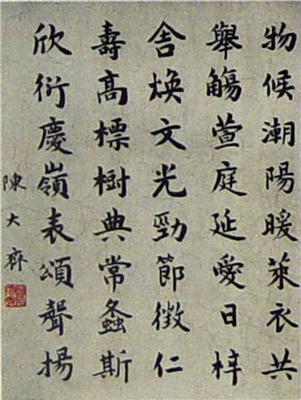 物候潮陽暖萊衣共
舉觴萱庭延愛日梓
舍煥文光勁節徵仁
壽高標樹典常螽斯
欣衍慶嶺表頌聲揚
陳大齊